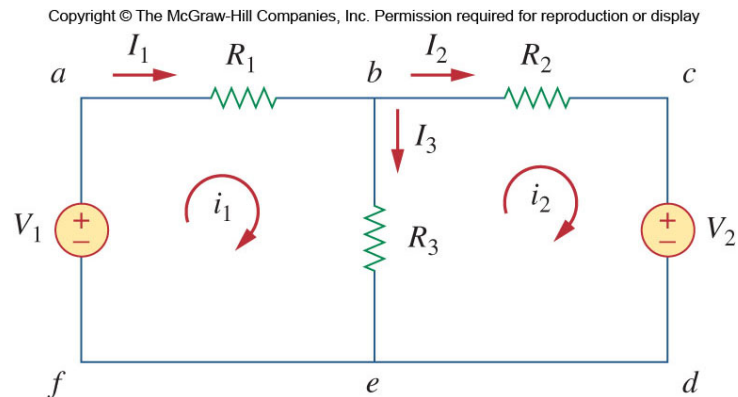 Copyright © The McGraw-Hill Companies, Inc. Permission required for reproduction or display
I₁ R₁ I₂ R₂
a b c
I₃
i₁ i₂
V₁ + − R₃ + − V₂
f e d